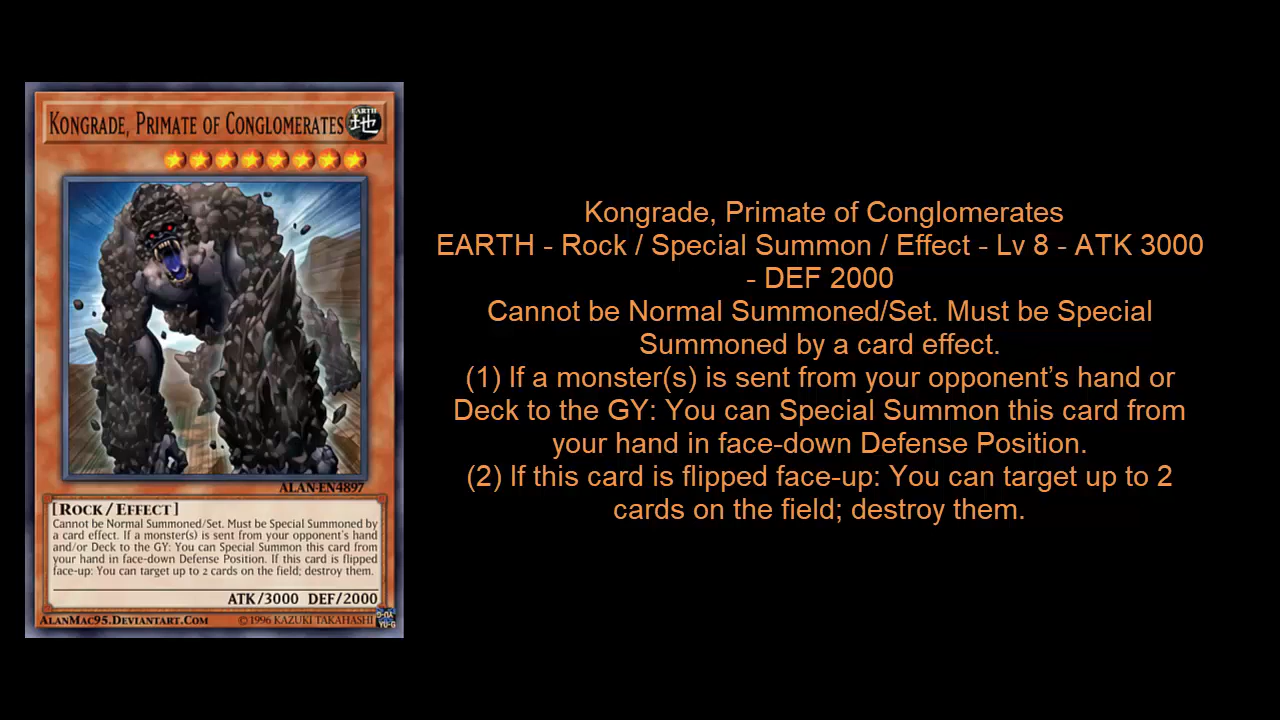 KONGRADE, PRIMATE OF CONGLOMERATES
EARTH
地
ALAN-EN4897
[ROCK/EFFECT]
Cannot be Normal Summoned/Set. Must be Special Summoned by
a card effect. If a monster(s) is sent from your opponent's hand
and/or Deck to the GY: You can Special Summon this card from
your hand in face-down Defense Position. If this card is flipped
face-up: You can target up to 2 cards on the field; destroy them.
ATK/3000 DEF/2000
ALANMAC95.DEVIANTART.COM
©1996 KAZUKI TAKAHASHI
Kongrade, Primate of Conglomerates
EARTH - Rock / Special Summon / Effect - Lv 8 - ATK 3000
- DEF 2000
Cannot be Normal Summoned/Set. Must be Special
Summoned by a card effect.
(1) If a monster(s) is sent from your opponent’s hand or
Deck to the GY: You can Special Summon this card from
your hand in face-down Defense Position.
(2) If this card is flipped face-up: You can target up to 2
cards on the field; destroy them.